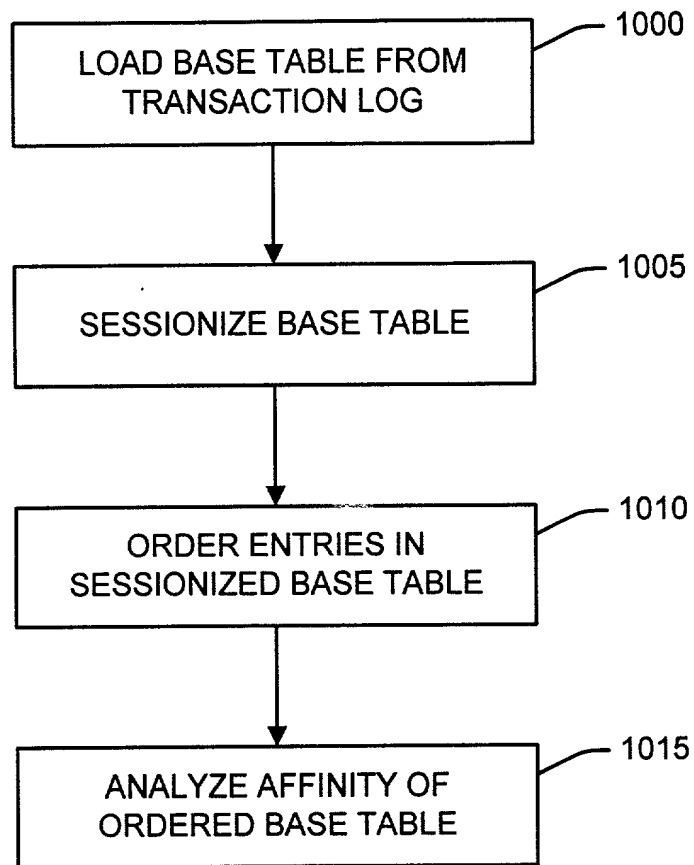 1000
LOAD BASE TABLE FROM
TRANSACTION LOG
1005
SESSIONIZE BASE TABLE
1010
ORDER ENTRIES IN
SESSIONIZED BASE TABLE
1015
ANALYZE AFFINITY OF
ORDERED BASE TABLE